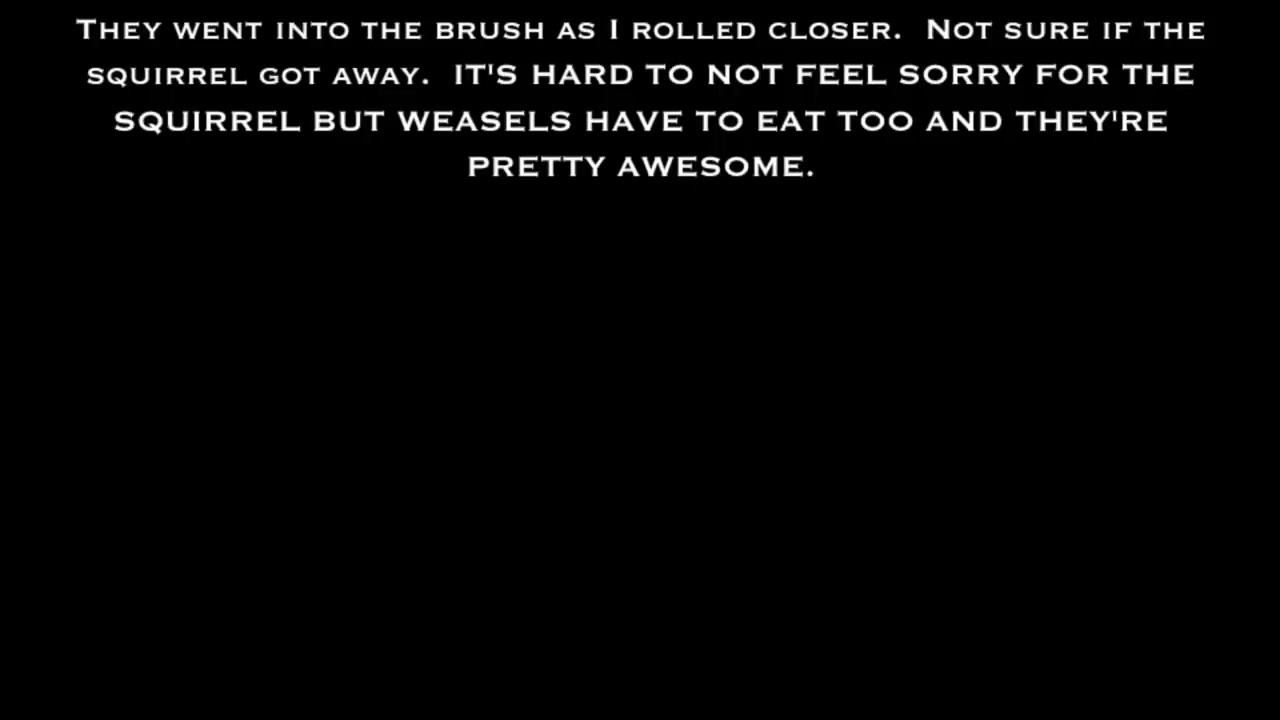 They went into the brush as I rolled closer.  Not sure if the
squirrel got away.  IT'S HARD TO NOT FEEL SORRY FOR THE
SQUIRREL BUT WEASELS HAVE TO EAT TOO AND THEY'RE
PRETTY AWESOME.